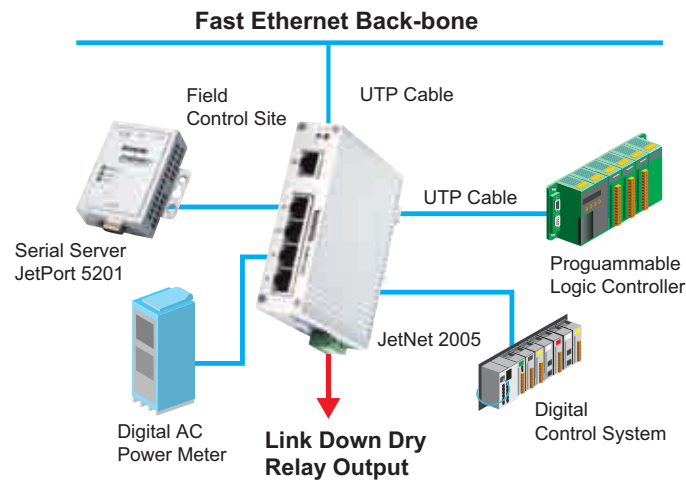 Fast Ethernet Back-bone
Field
Control Site
UTP Cable
UTP Cable
Serial Server
JetPort 5201
Proguammable
Logic Controller
JetNet 2005
Digital AC
Power Meter
Link Down Dry
Relay Output
Digital
Control System